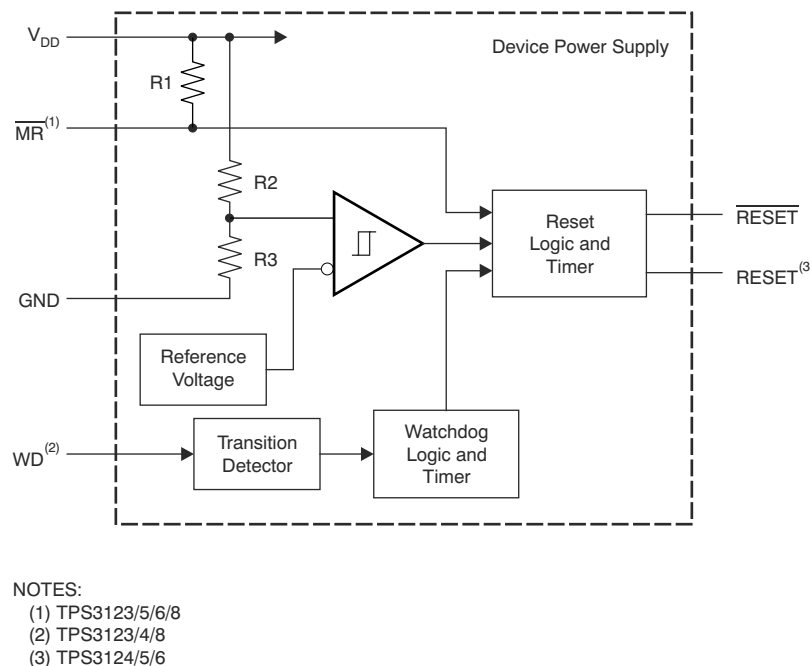 V_DD
Device Power Supply
R1
MR(1)
R2
R3
Reset
Logic and
Timer
RESET
RESET(3
GND
Reference
Voltage
WD(2)
Transition
Detector
Watchdog
Logic and
Timer
NOTES:
(1) TPS3123/5/6/8
(2) TPS3123/4/8
(3) TPS3124/5/6